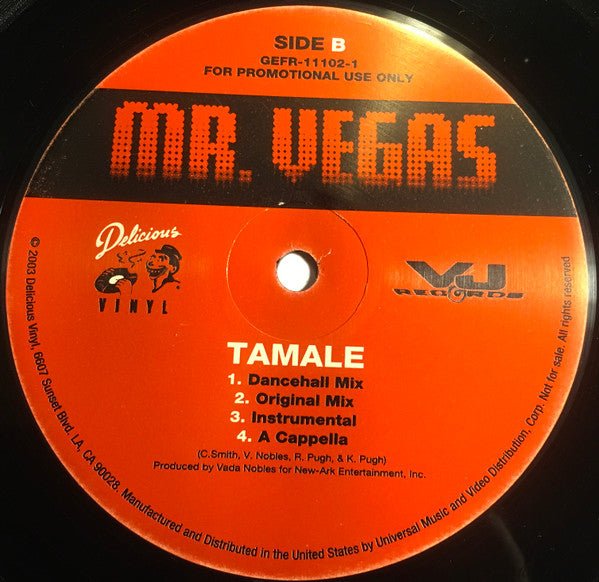 SIDE B
GEFR-11102-1
FOR PROMOTIONAL USE ONLY
MR. VEGAS
Delicious
VINYL
VJ
RECORDS
TAMALE
1. Dancehall Mix
2. Original Mix
3. Instrumental
4. A Cappella
(C.Smith, V. Nobles, R. Pugh, & K. Pugh)
Produced by Vada Nobles for New-Ark Entertainment, Inc.
© 2003 Delicious Vinyl, 6607 Sunset Blvd. LA, CA 90028. Manufactured and Distributed in the United States by Universal Music and Video Distribution, Corp. Not for sale. All rights reserved